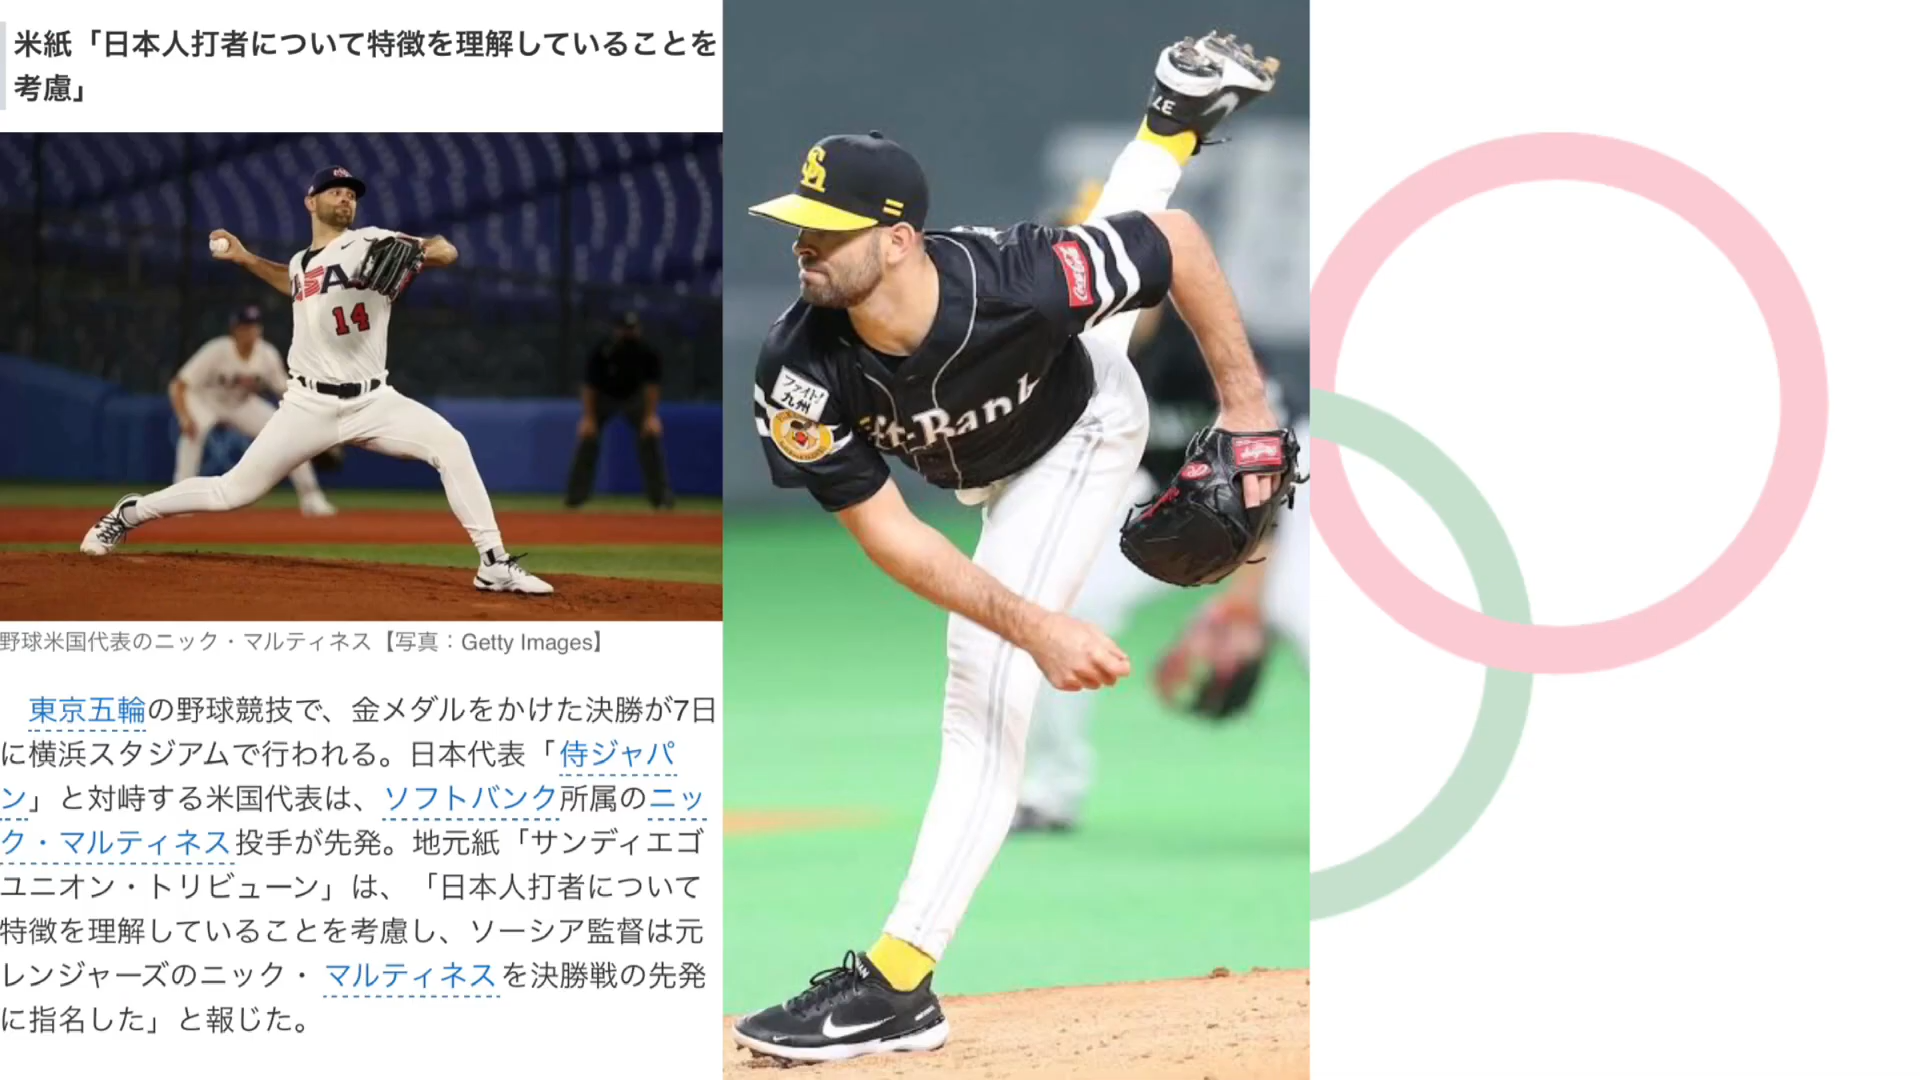 米紙「日本人打者について特徴を理解していることを
考慮」
USA
14
野球米国代表のニック・マルティネス【写真：Getty Images】
東京五輪の野球競技で、金メダルをかけた決勝が7日
に横浜スタジアムで行われる。日本代表「侍ジャパ
ン」と対峙する米国代表は、ソフトバンク所属のニッ
ク・マルティネス投手が先発。地元紙「サンディエゴ
ユニオン・トリビューン」は、「日本人打者について
特徴を理解していることを考慮し、ソーシア監督は元
レンジャーズのニック・ マルティネスを決勝戦の先発
に指名した」と報じた。
37
SH
Coca-Cola
ファイト!
九州
ft-Bank